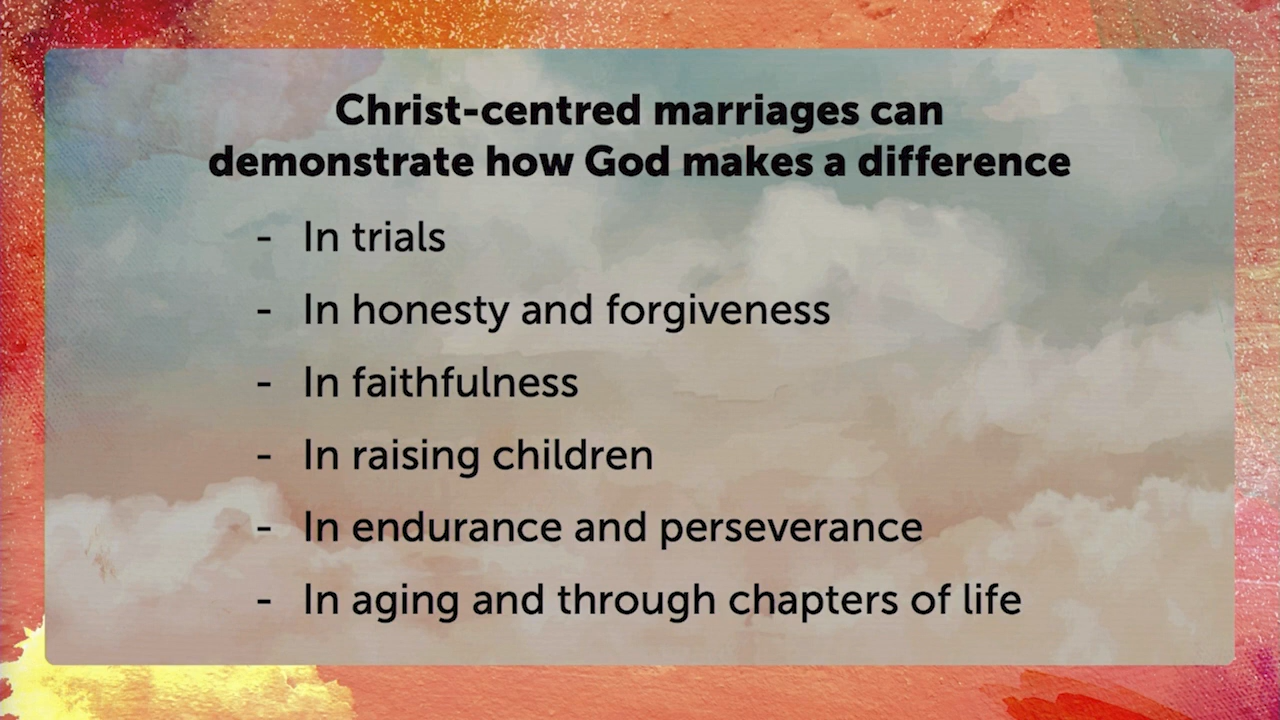 Christ-centred marriages can
demonstrate how God makes a difference
- In trials
- In honesty and forgiveness
- In faithfulness
- In raising children
- In endurance and perseverance
- In aging and through chapters of life